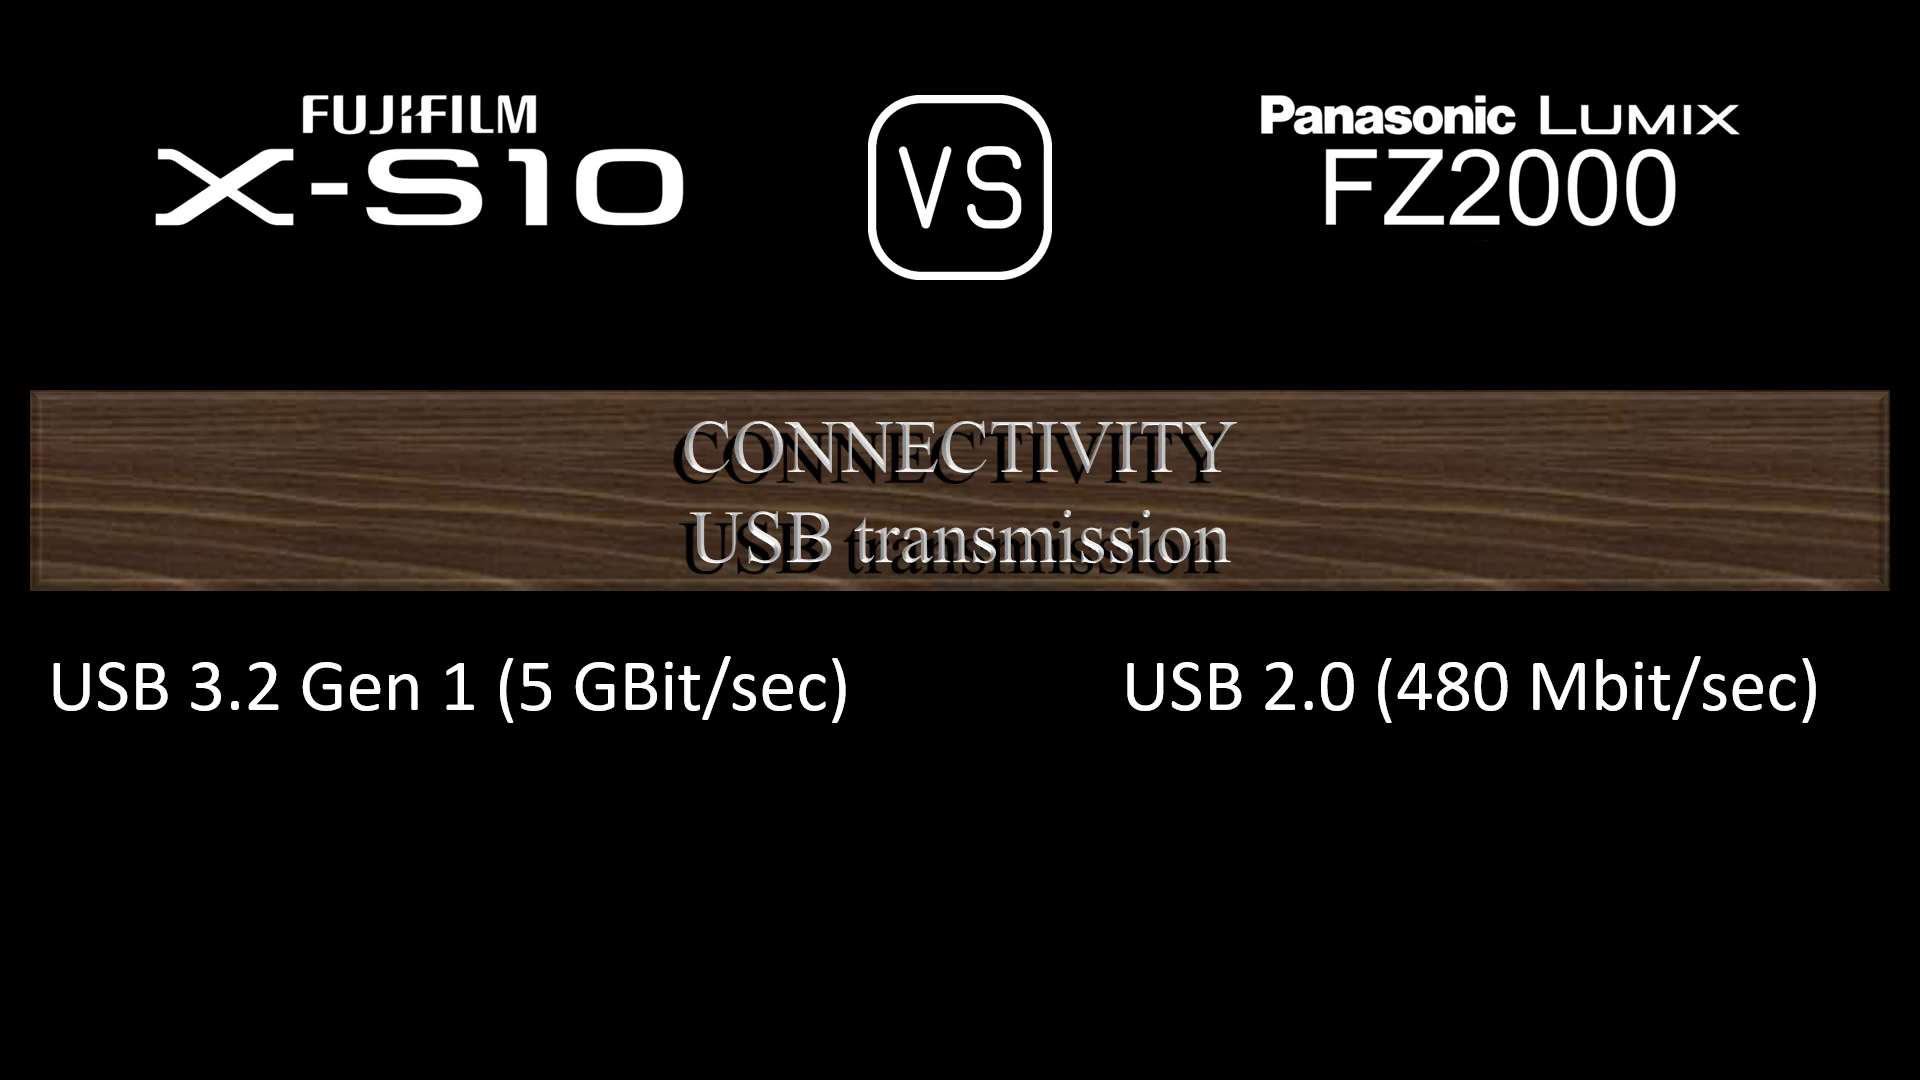 FUJIFILM
X-S10
VS
Panasonic LUMIX
FZ2000
CONNECTIVITY
USB transmission
USB 3.2 Gen 1 (5 GBit/sec)
USB 2.0 (480 Mbit/sec)